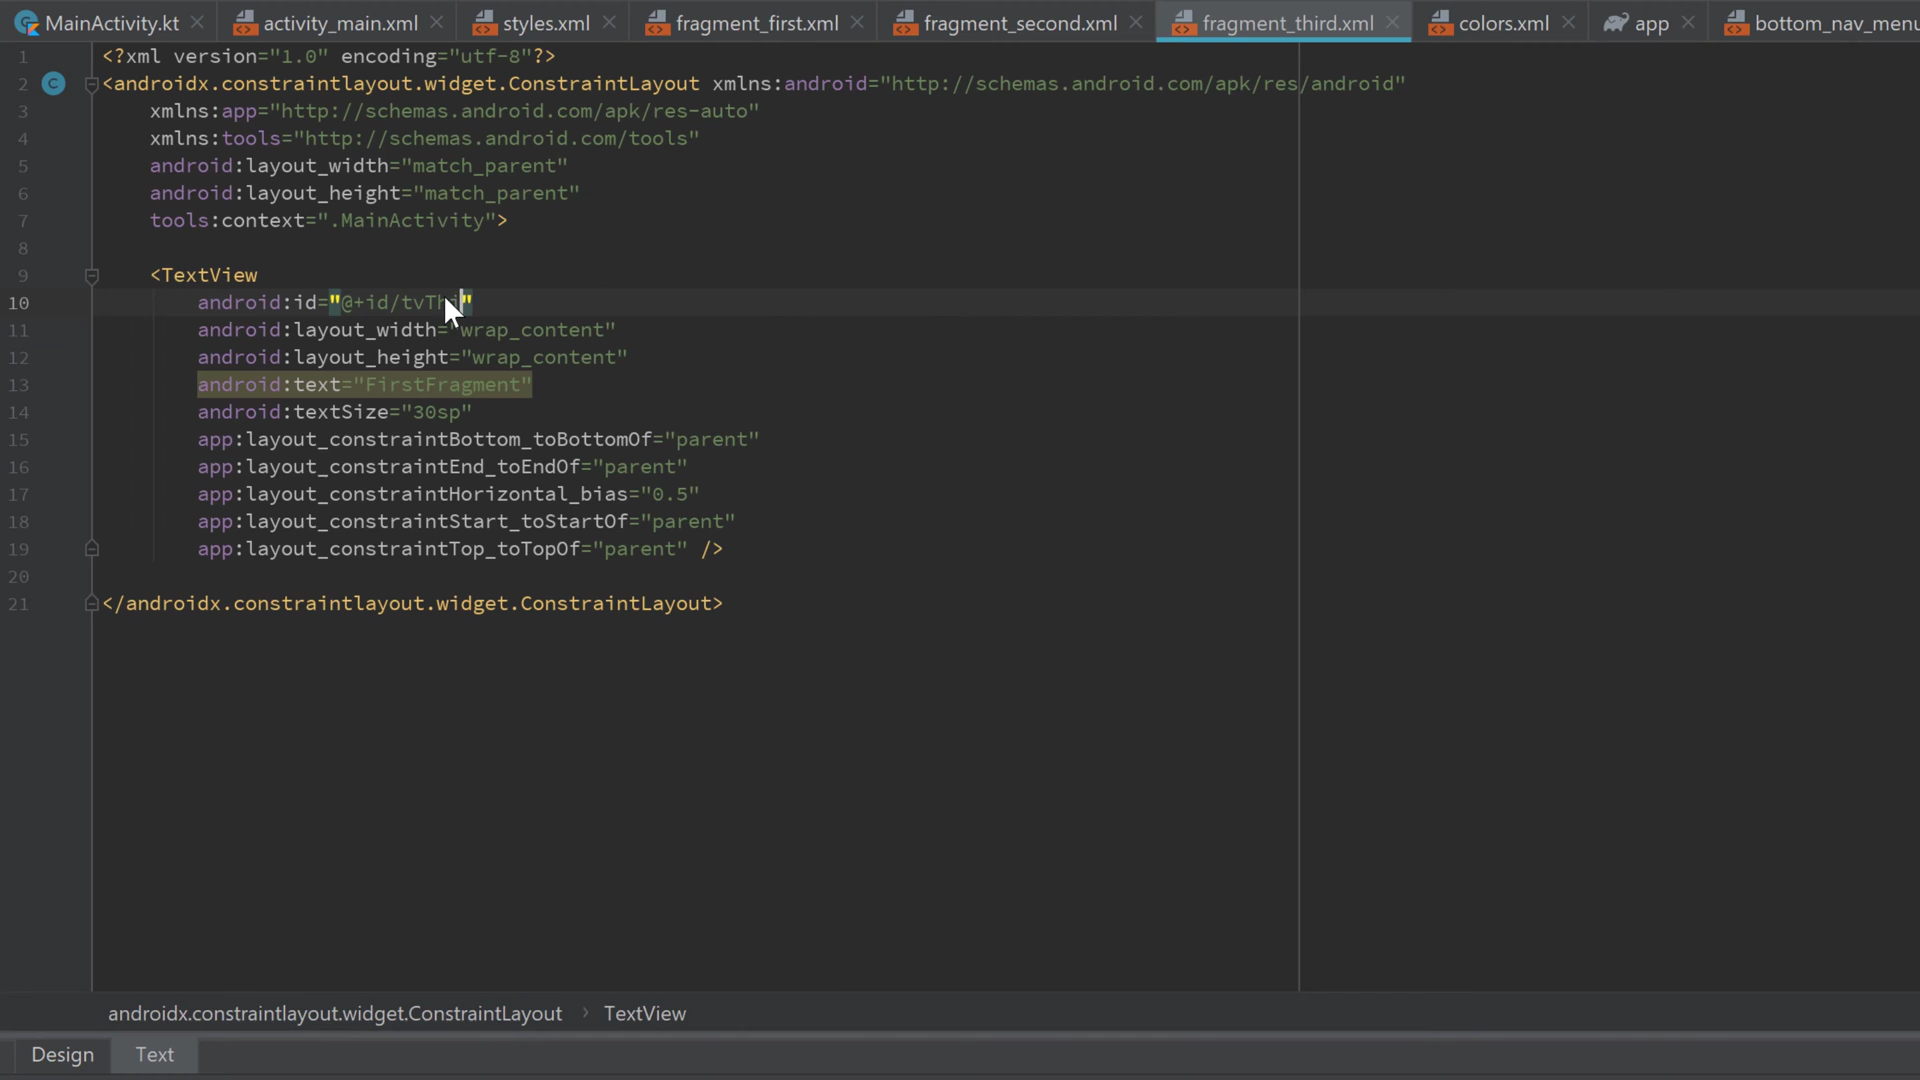 MainActivity.kt activity_main.xml styles.xml fragment_first.xml fragment_second.xml fragment_third.xml colors.xml app bottom_nav_menu
1 <?xml version="1.0" encoding="utf-8"?>
2 C <androidx.constraintlayout.widget.ConstraintLayout xmlns:android="http://schemas.android.com/apk/res/android"
3 xmlns:app="http://schemas.android.com/apk/res-auto"
4 xmlns:tools="http://schemas.android.com/tools"
5 android:layout_width="match_parent"
6 android:layout_height="match_parent"
7 tools:context=".MainActivity">
8
9 <TextView
10 android:id="@+id/tvThi"
11 android:layout_width="wrap_content"
12 android:layout_height="wrap_content"
13 android:text="FirstFragment"
14 android:textSize="30sp"
15 app:layout_constraintBottom_toBottomOf="parent"
16 app:layout_constraintEnd_toEndOf="parent"
17 app:layout_constraintHorizontal_bias="0.5"
18 app:layout_constraintStart_toStartOf="parent"
19 app:layout_constraintTop_toTopOf="parent" />
20
21 </androidx.constraintlayout.widget.ConstraintLayout>
androidx.constraintlayout.widget.ConstraintLayout › TextView
Design Text